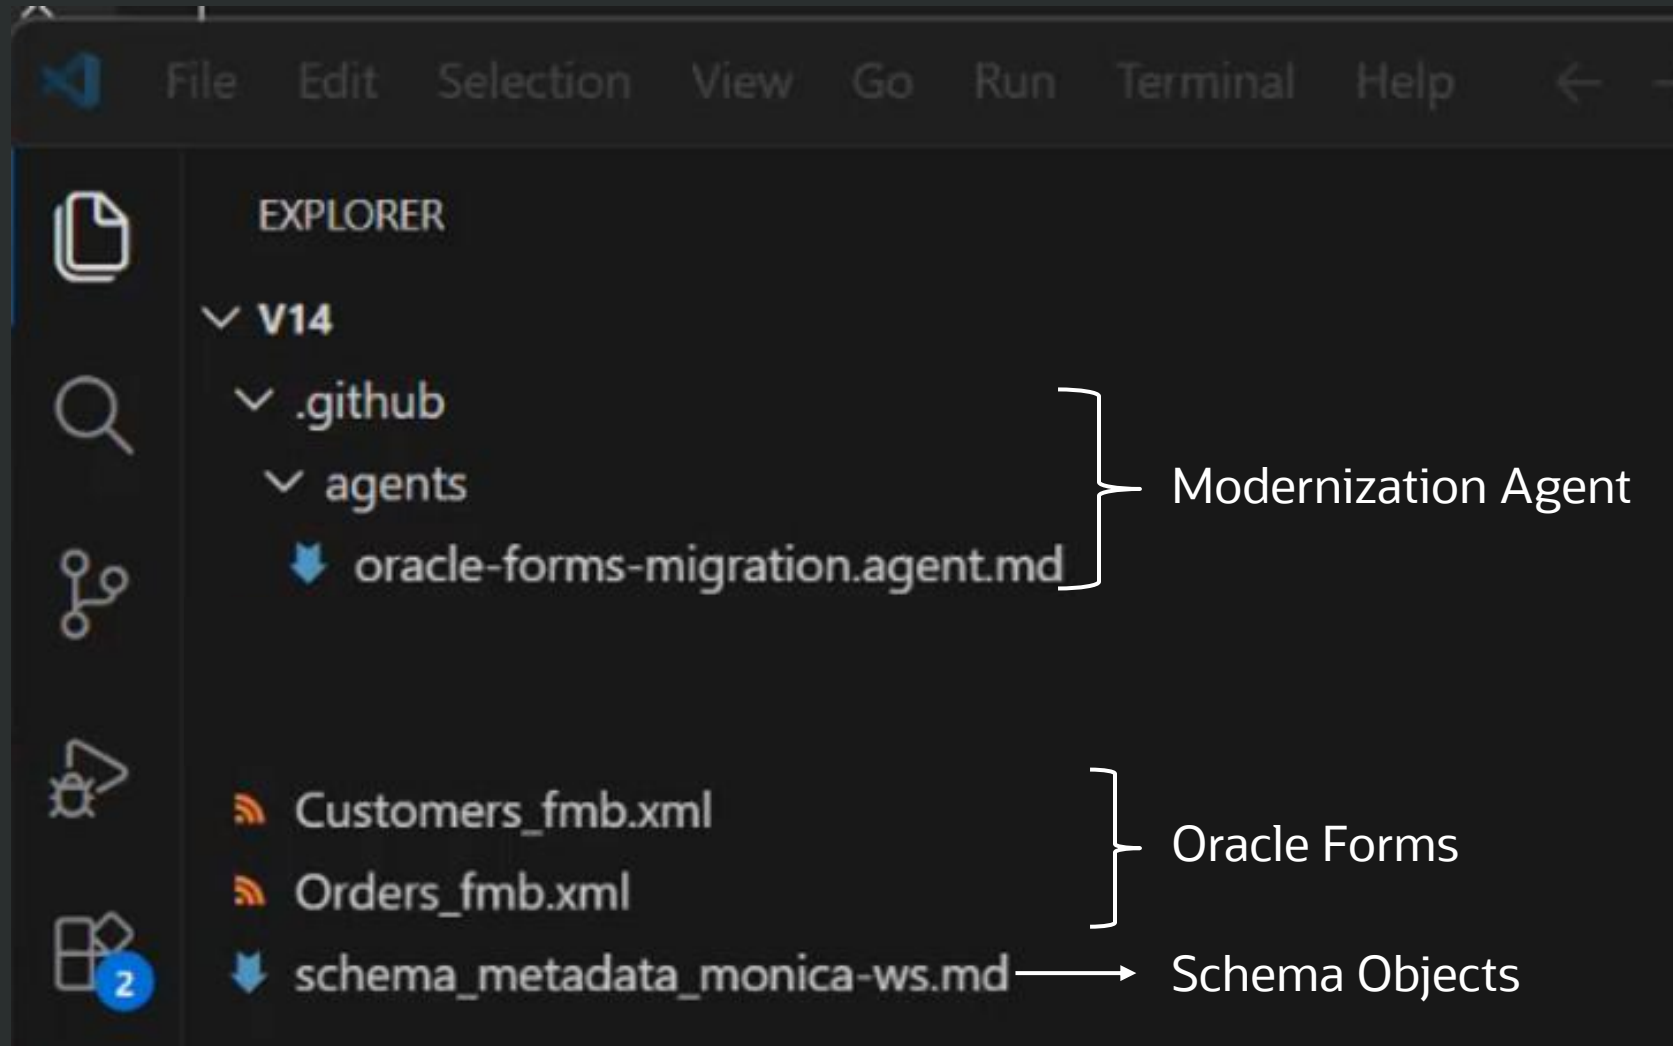 File Edit Selection View Go Run Terminal Help
EXPLORER
V14
.github
agents
oracle-forms-migration.agent.md
Modernization Agent
Customers_fmb.xml
Orders_fmb.xml
Oracle Forms
schema_metadata_monica-ws.md
Schema Objects
2